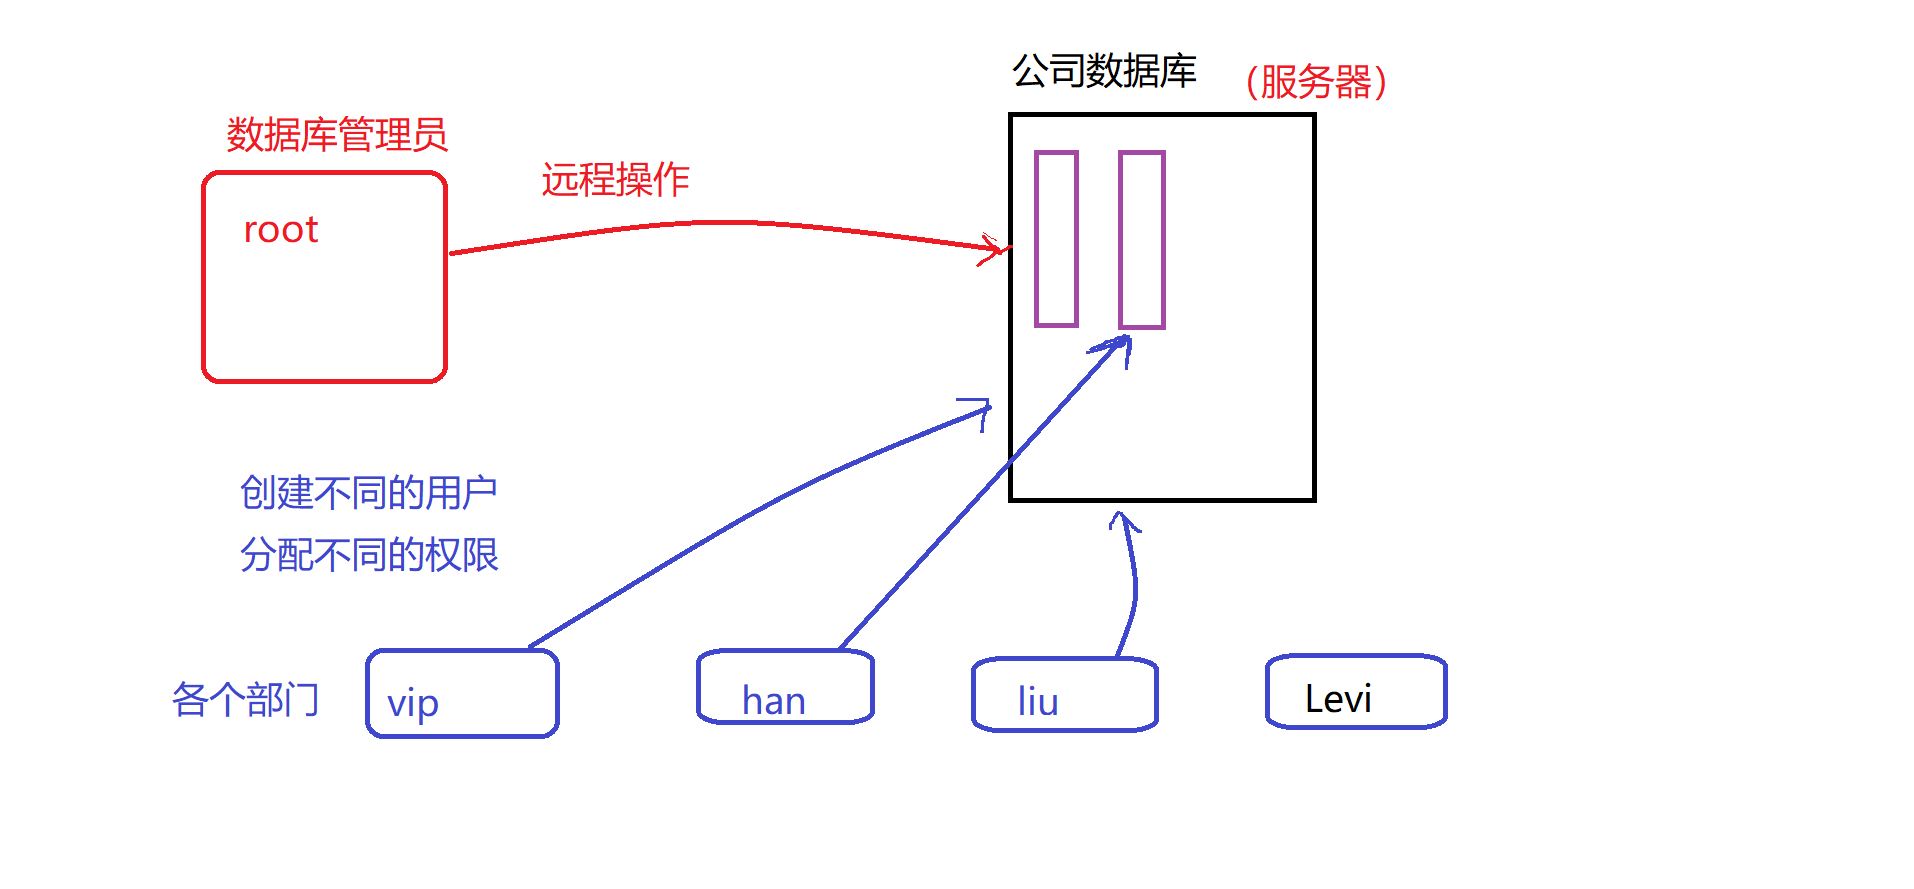 公司数据库
（服务器）
数据库管理员
远程操作
root
创建不同的用户
分配不同的权限
各个部门
vip
han
liu
Levi